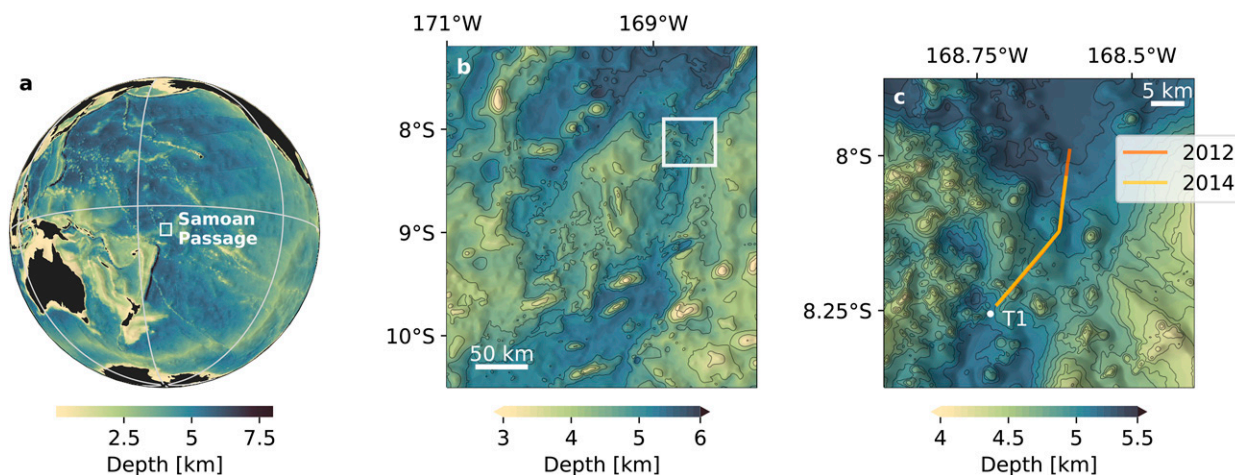 a
Samoan
Passage
2.5
5
7.5
Depth [km]
171°W
169°W
b
8°S
9°S
10°S
50 km
3
4
5
6
Depth [km]
168.75°W
168.5°W
c
5 km
8°S
8.25°S
2012
2014
T1
4
4.5
5
5.5
Depth [km]